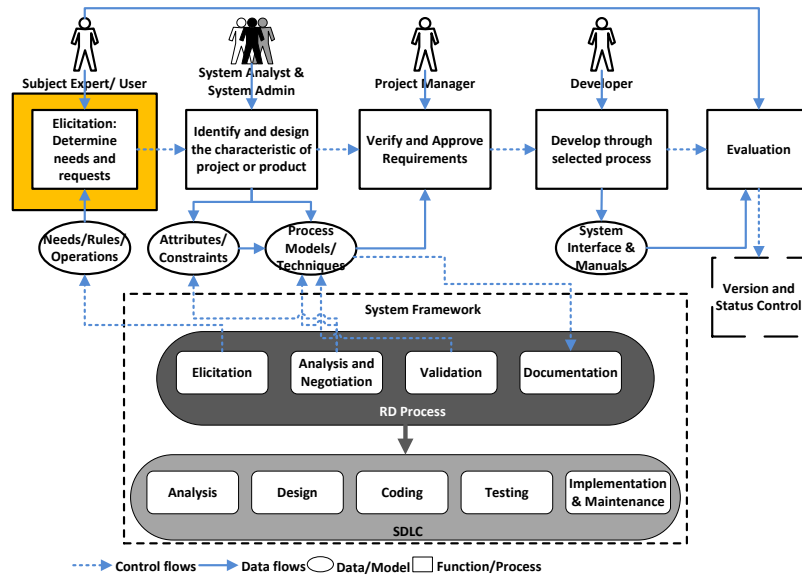 Subject Expert/ User
System Analyst &
System Admin
Project Manager
Developer
Elicitation:
Determine
needs and
requests
Identify and design
the characteristic of
project or product
Verify and Approve
Requirements
Develop through
selected process
Evaluation
Needs/Rules/
Operations
Attributes/
Constraints
Process
Models/
Techniques
System
Interface &
Manuals
Version and
Status Control
System Framework
Elicitation
Analysis and
Negotiation
Validation
Documentation
RD Process
Analysis
Design
Coding
Testing
Implementation
& Maintenance
SDLC
Control flows
Data flows
Data/Model
Function/Process